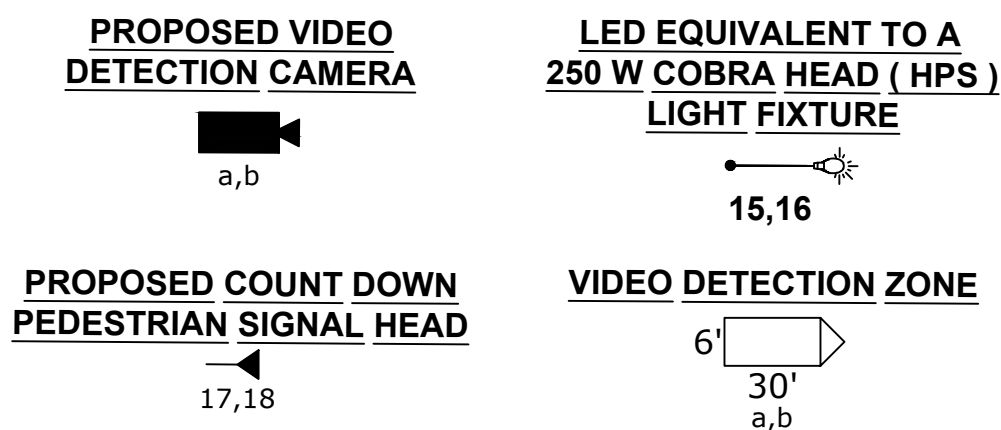 PROPOSED VIDEO
DETECTION CAMERA
a,b
LED EQUIVALENT TO A
250 W COBRA HEAD ( HPS )
LIGHT FIXTURE
15,16
PROPOSED COUNT DOWN
PEDESTRIAN SIGNAL HEAD
17,18
VIDEO DETECTION ZONE
6'
30'
a,b